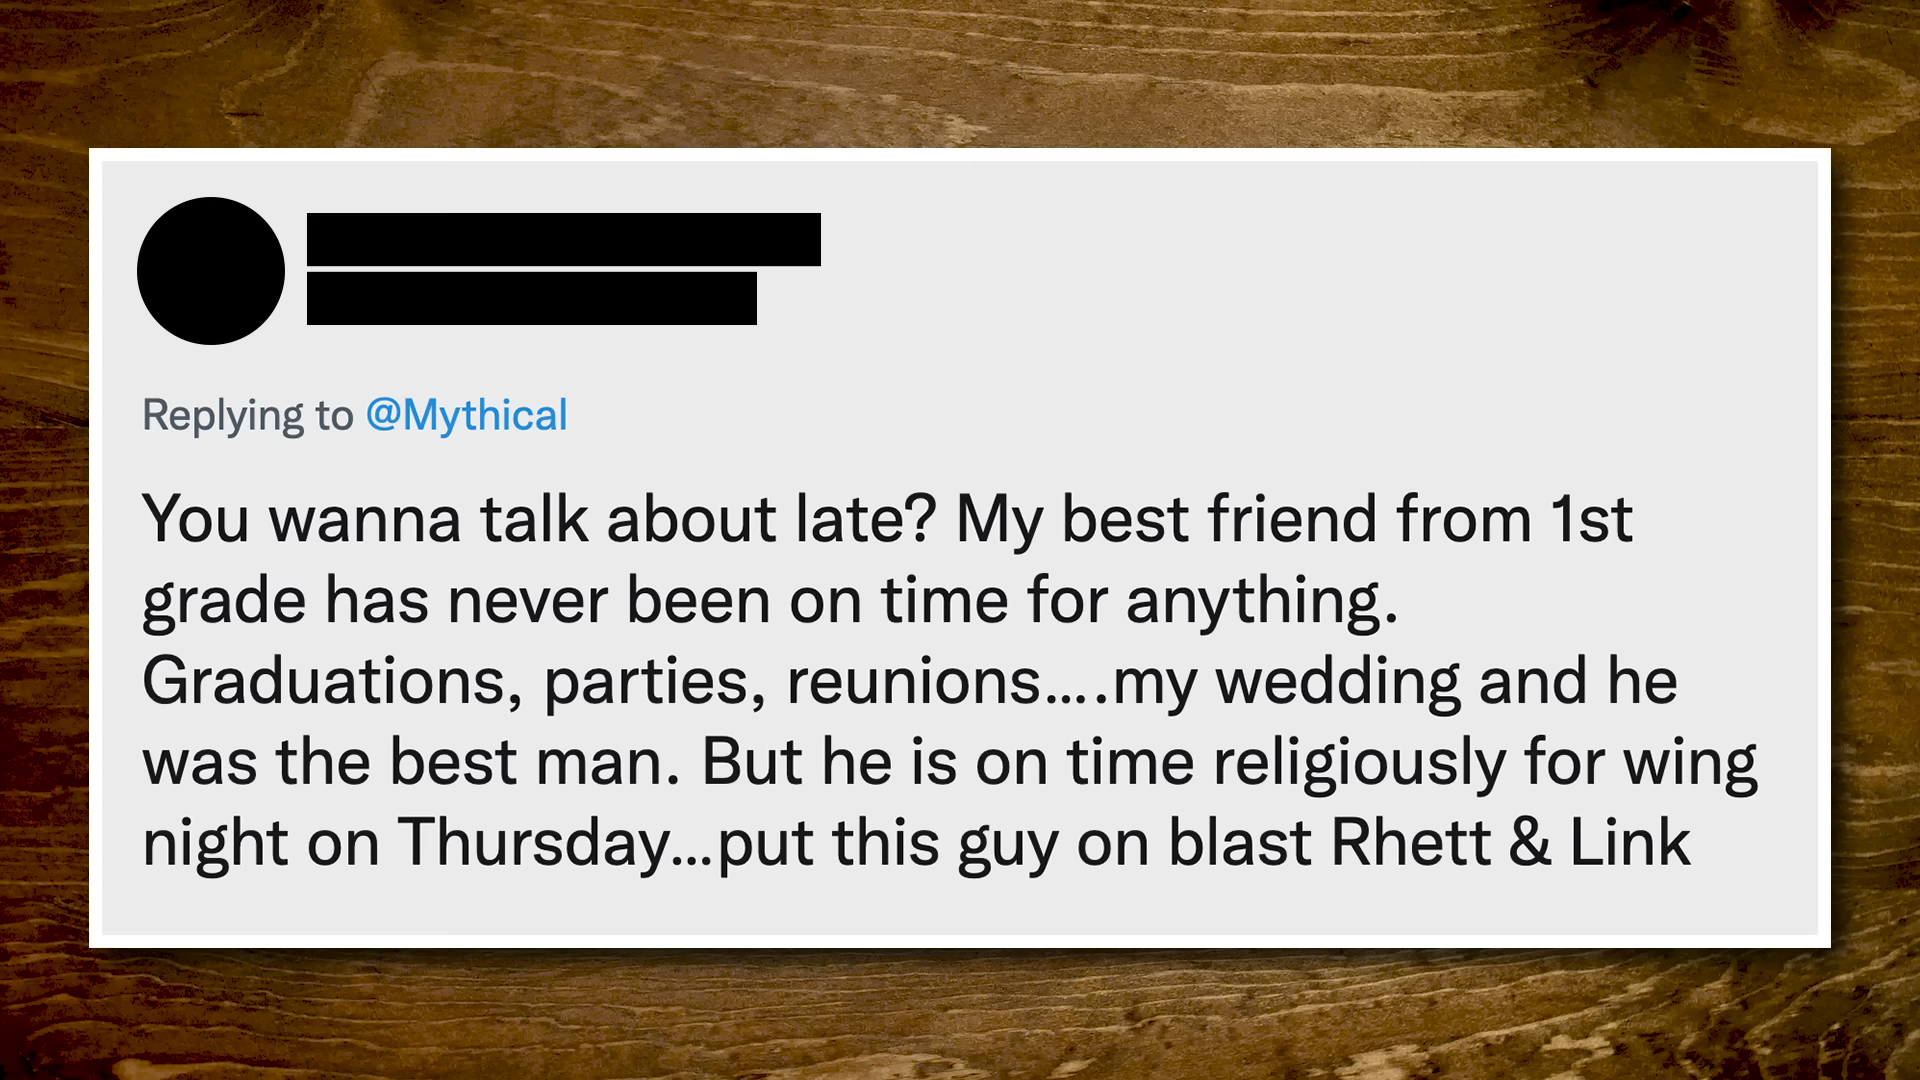 Replying to @Mythical
You wanna talk about late? My best friend from 1st
grade has never been on time for anything.
Graduations, parties, reunions....my wedding and he
was the best man. But he is on time religiously for wing
night on Thursday...put this guy on blast Rhett & Link